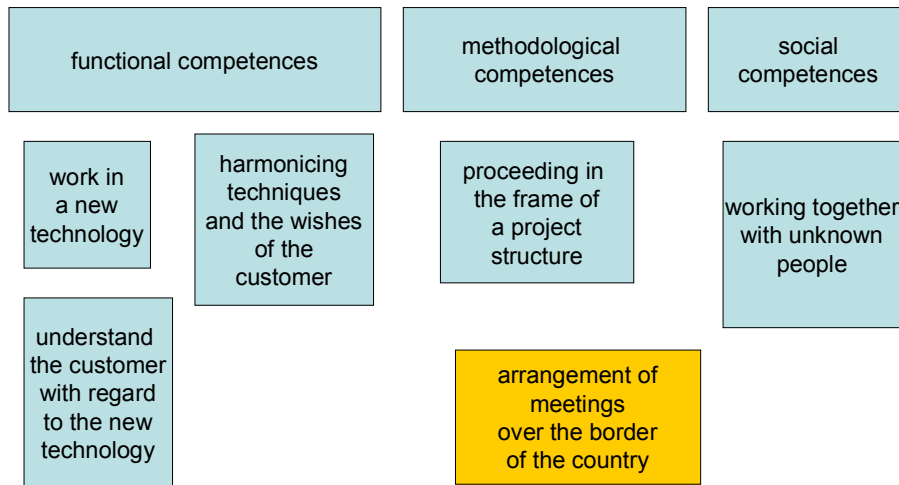 functional competences
methodological
competences
social
competences
work in
a new
technology
harmonicing
techniques
and the wishes
of the
customer
proceeding in
the frame of
a project
structure
working together
with unknown
people
understand
the customer
with regard
to the new
technology
arrangement of
meetings
over the border
of the country